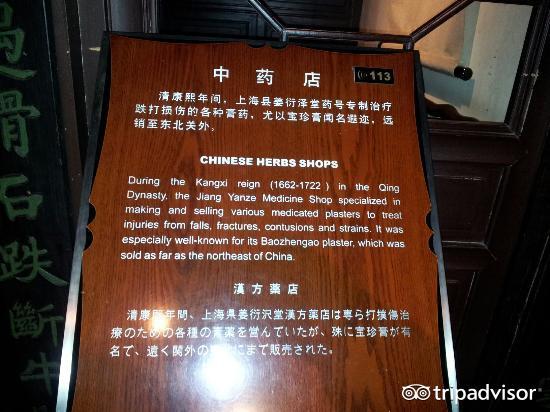 過骨石跌斷牛
中药店
113
清康熙年间，上海县姜衍泽堂药号专制治疗
跌打损伤的各种膏药，尤以宝珍膏闻名遐迩，远
销至东北关外。
CHINESE HERBS SHOPS
During the Kangxi reign (1662-1722 ) in the Qing
Dynasty, the Jiang Yanze Medicine Shop specialized in
making and selling various medicated plasters to treat
injuries from falls, fractures, contusions and strains. It was
especially well-known for its Baozhengao plaster, which was
sold as far as the northeast of China.
漢方薬店
清康熙年間、上海県姜衍沢堂漢方薬店は専ら打撲傷治
療のための各種の膏薬を営んでいたが、殊に宝珍膏が有
名で、遠く関外の にまで販売された。
tripadvisor